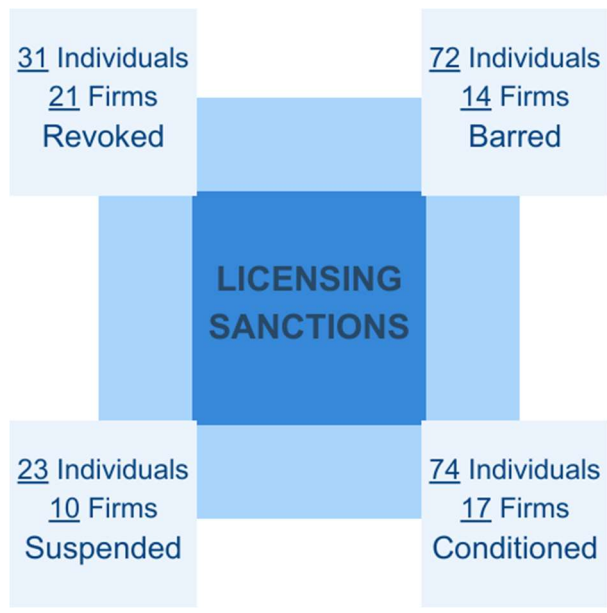 31 Individuals
21 Firms
Revoked
72 Individuals
14 Firms
Barred
LICENSING
SANCTIONS
23 Individuals
10 Firms
Suspended
74 Individuals
17 Firms
Conditioned